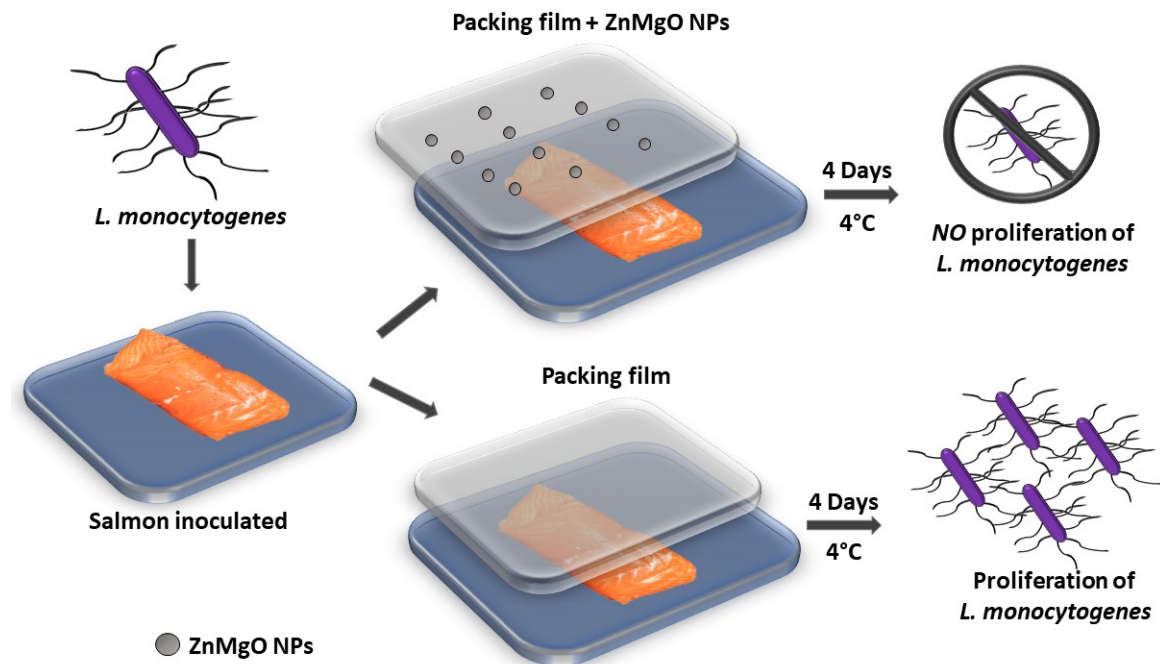 Packing film + ZnMgO NPs
L. monocytogenes
4 Days
4°C
NO proliferation of
L. monocytogenes
Salmon inoculated
Packing film
4 Days
4°C
Proliferation of
L. monocytogenes
ZnMgO NPs